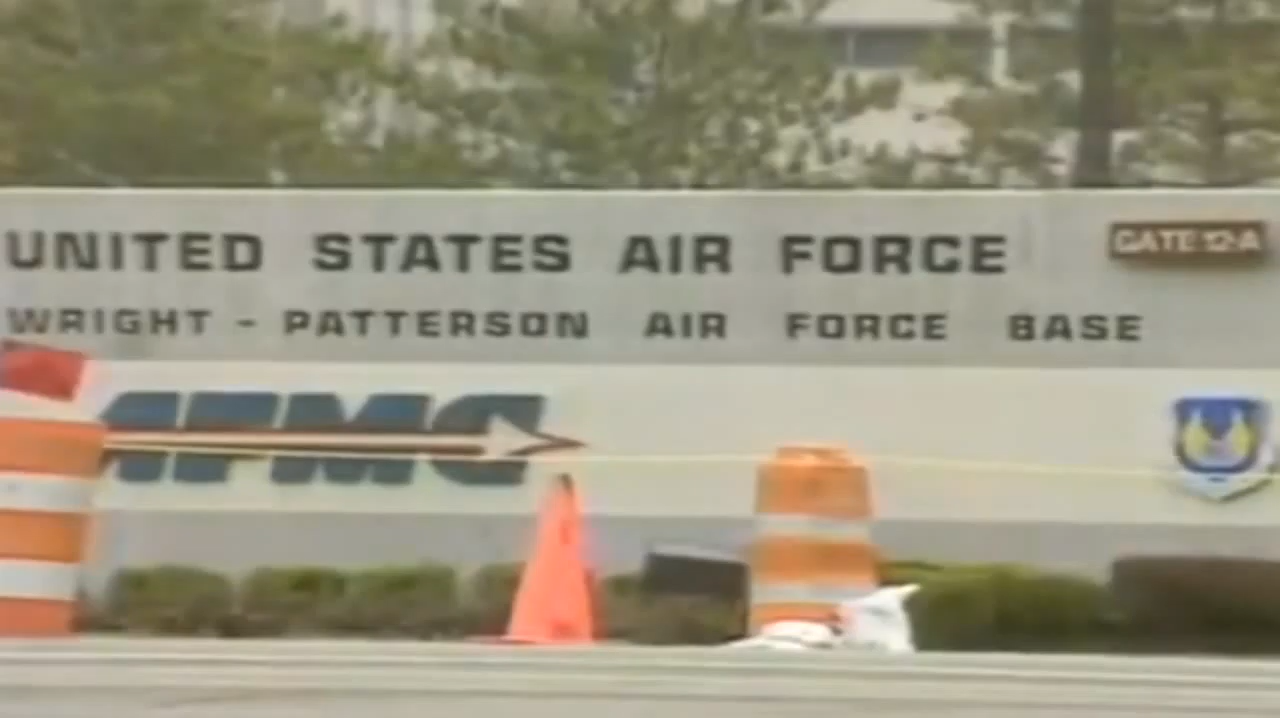 UNITED STATES AIR FORCE
GATE 12-A
WRIGHT - PATTERSON AIR FORCE BASE
AFMC